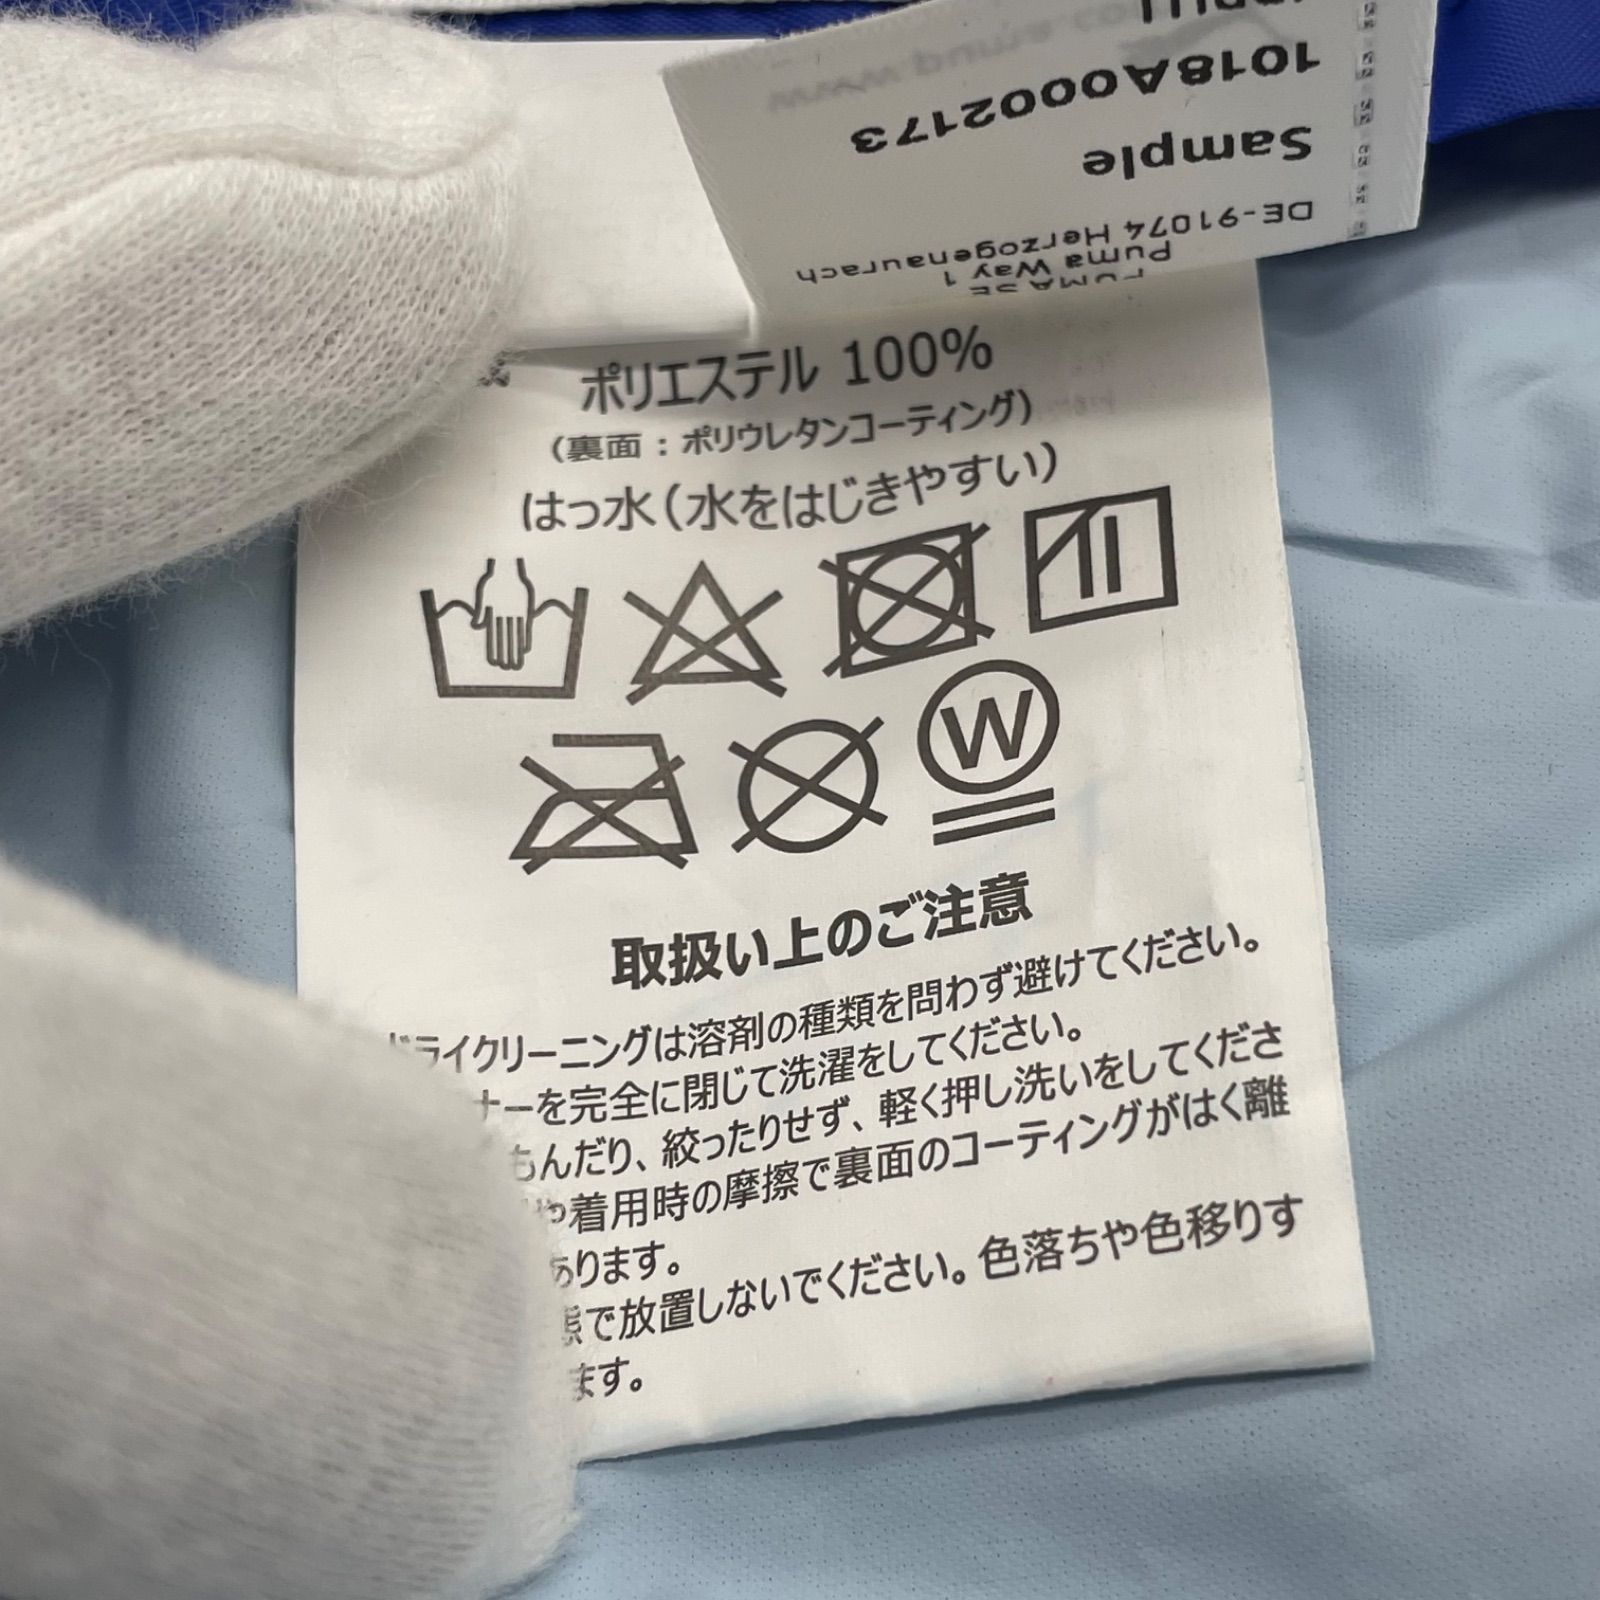 1018A0002173
Sample
DE-91074 Herzogenaurach
Puma Way 1
PUMA SE
ポリエステル 100%
(裏面：ポリウレタンコーティング)
はっ水(水をはじきやすい)
W
取扱い上のご注意
ドライクリーニングは溶剤の種類を問わず避けてください。
ナーを完全に閉じて洗濯をしてください。
もんだり、絞ったりせず、軽く押し洗いをしてくださ
や着用時の摩擦で裏面のコーティングがはく離
あります。
態で放置しないでください。色落ちや色移りす
ます。